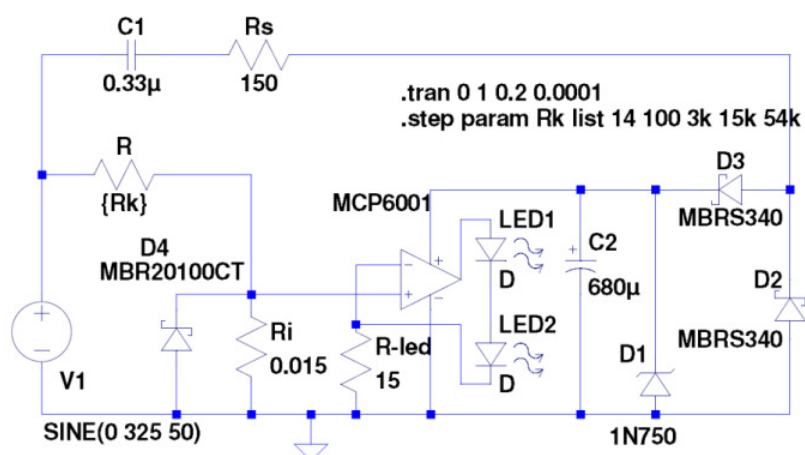 C1
Rs
0.33µ
150
.tran 0 1 0.2 0.0001
.step param Rk list 14 100 3k 15k 54k
R
{Rk}
D3
MBRS340
MCP6001
LED1
D
D4
MBR20100CT
C2
680µ
D2
MBRS340
Ri
0.015
R-led
15
LED2
D
D1
1N750
V1
SINE(0 325 50)